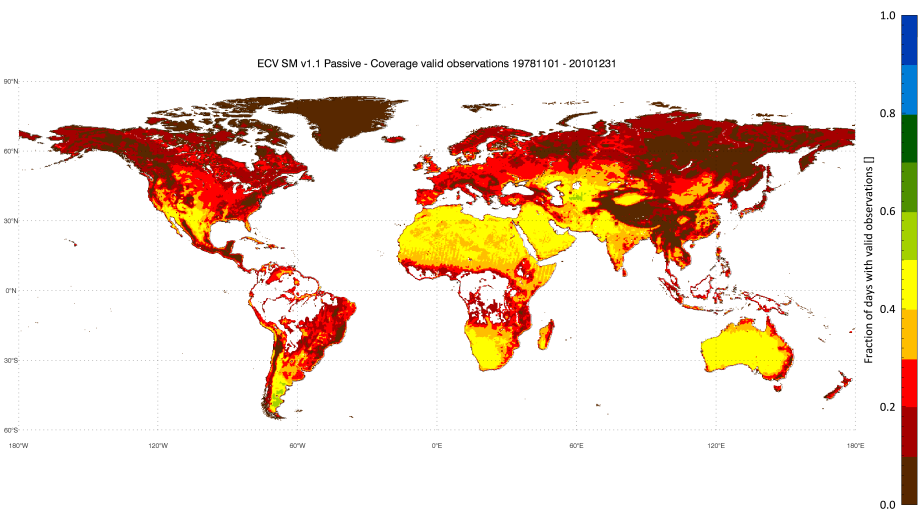 ECV SM v1.1 Passive - Coverage valid observations 19781101 - 20101231
90°N
60°N
30°N
0°N
30°S
60°S
180°W
120°W
60°W
0°E
60°E
120°E
180°E
Fraction of days with valid observations []
1.0
0.8
0.6
0.4
0.2
0.0